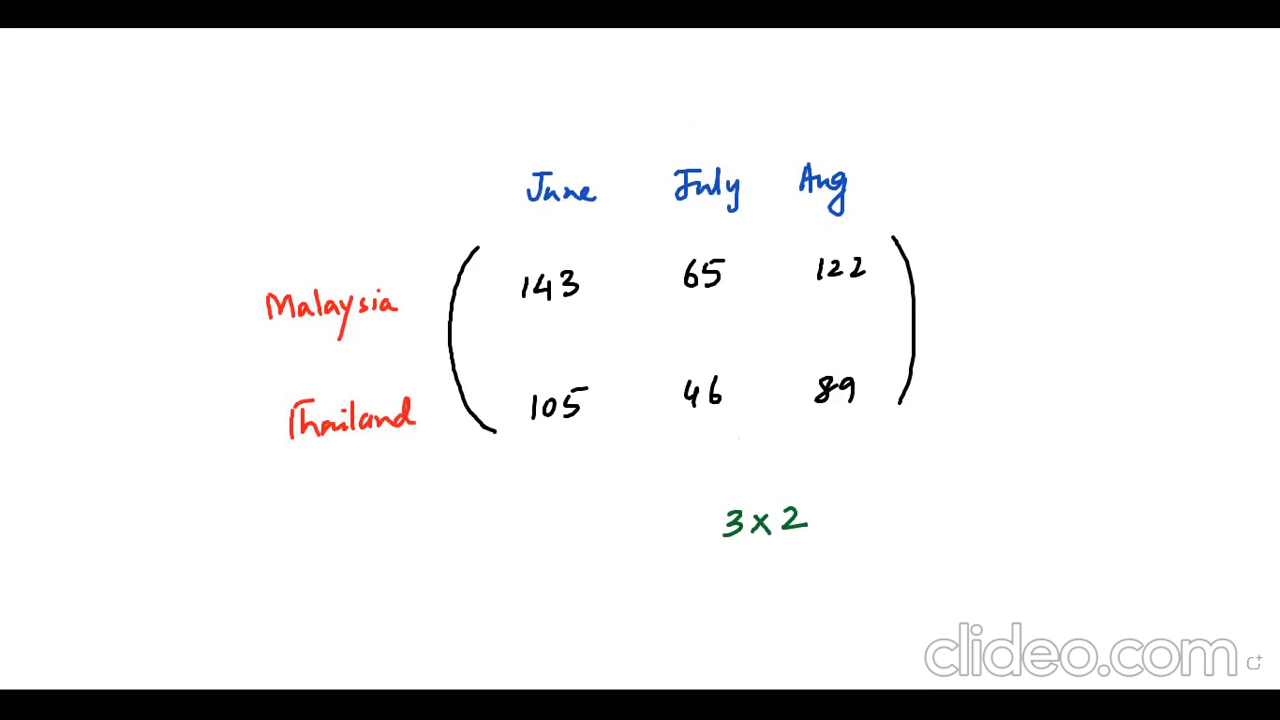 June July Aug
Malaysia 143 65 122
Thailand 105 46 89
3 x 2
clideo.com